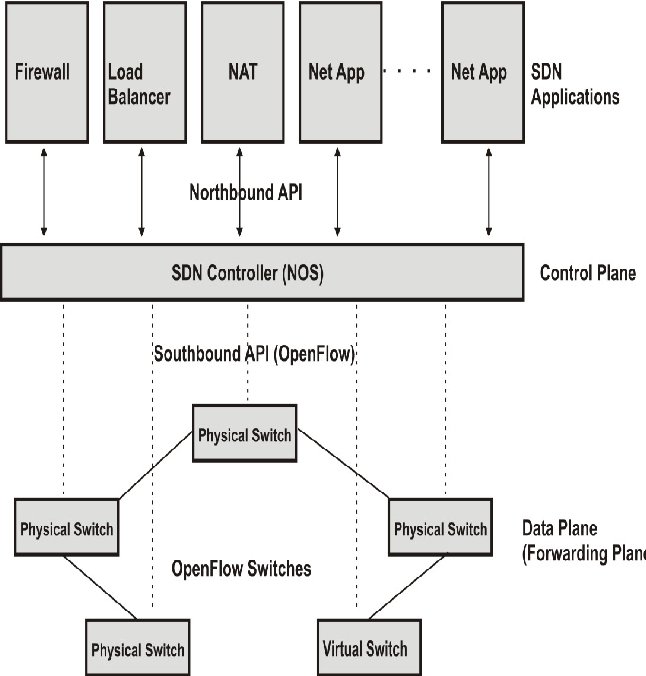 Firewall
Load
Balancer
NAT
Net App
Net App
SDN
Applications
Northbound API
SDN Controller (NOS)
Control Plane
Southbound API (OpenFlow)
Physical Switch
Physical Switch
Physical Switch
Data Plane
(Forwarding Plane
OpenFlow Switches
Physical Switch
Virtual Switch